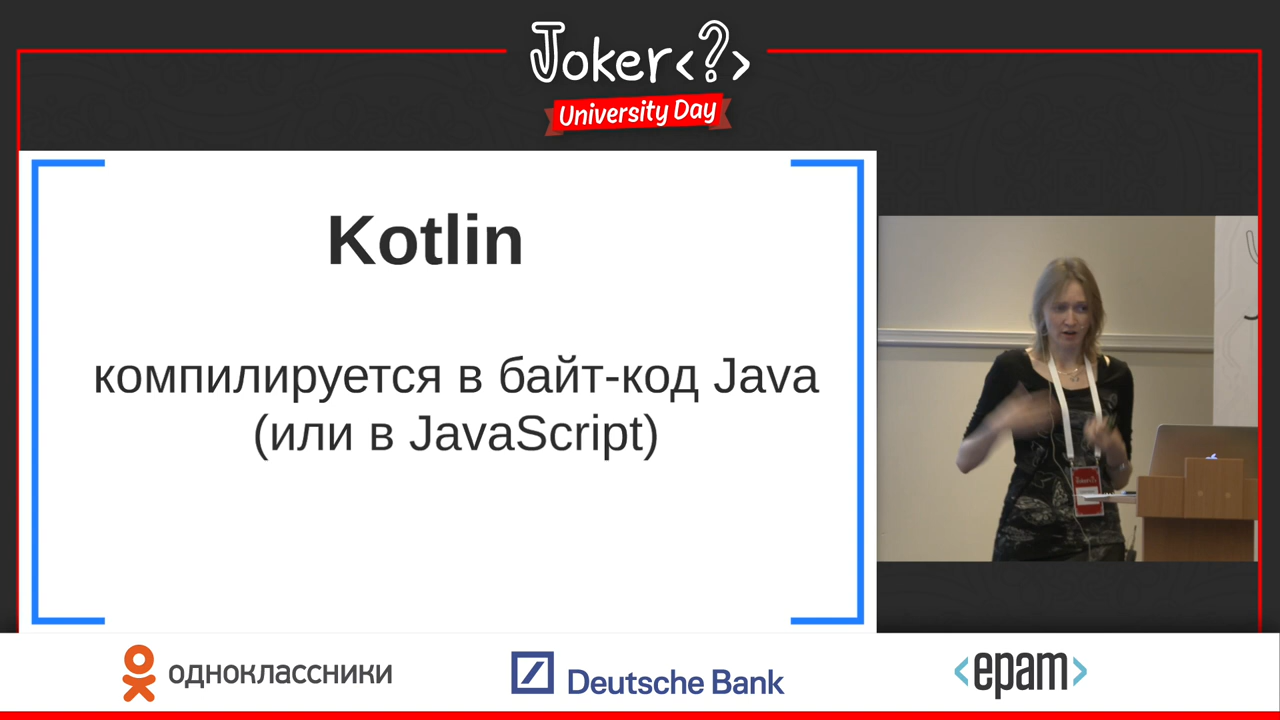 Joker<?>
University Day
Kotlin
компилируется в байт-код Java
(или в JavaScript)
одноклассники
Deutsche Bank
<epam>